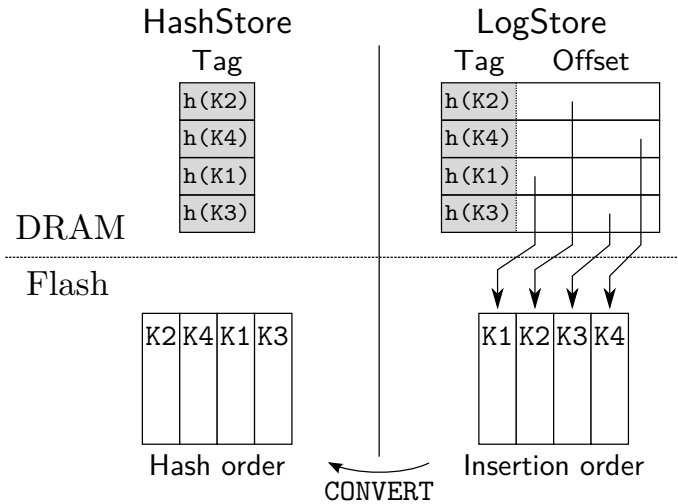 HashStore
Tag
h(K2)
h(K4)
h(K1)
h(K3)
LogStore
Tag Offset
h(K2)
h(K4)
h(K1)
h(K3)
DRAM
Flash
K2 K4 K1 K3
Hash order
K1 K2 K3 K4
Insertion order
CONVERT